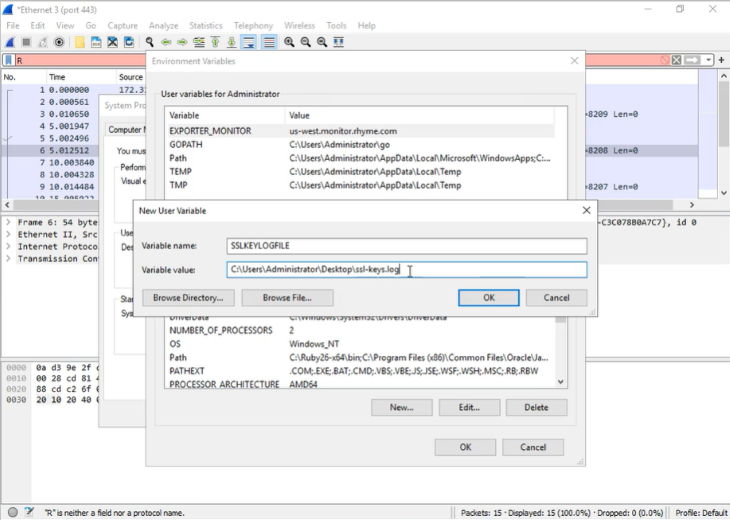 *Ethernet 3 (port 443)
File Edit View Go Capture Analyze Statistics Telephony Wireless Tools Help
R
No. Time Source
1 0.000000 172.3
2 0.000561
3 0.010650
4 5.001947
5 5.002496
6 5.012512
7 10.003840
8 10.004328
9 10.014484
=8209 Len=0
=8208 Len=0
=8207 Len=0
System Pro
Computer N
You mus
Perform
Visual e
Use
Des
Star
Sys
Environment Variables
User variables for Administrator
Variable Value
EXPORTER_MONITOR us-west.monitor.rhyme.com
GOPATH C:\Users\Administrator\go
Path C:\Users\Administrator\AppData\Local\Microsoft\WindowsApps;C:...
TEMP C:\Users\Administrator\AppData\Local\Temp
TMP C:\Users\Administrator\AppData\Local\Temp
New User Variable
Variable name: SSLKEYLOGFILE
Variable value: C:\Users\Administrator\Desktop\ssl-keys.log
Browse Directory... Browse File... OK Cancel
DriverData C:\Windows\System32\Drivers\DriverData
NUMBER_OF_PROCESSORS 2
OS Windows_NT
Path C:\Ruby26-x64\bin;C:\Program Files (x86)\Common Files\Oracle\Ja...
PATHEXT .COM;.EXE;.BAT;.CMD;.VBS;.VBE;.JS;.JSE;.WSF;.WSH;.MSC;.RB;.RBW
PROCESSOR_ARCHITECTURE AMD64
New... Edit... Delete
OK Cancel
Frame 6: 54 byte
Ethernet II, Src
Internet Protoco
Transmission Con
-C3C078B0A7C7}, id 0
0000 0a d3 9e 2f
0010 00 28 cd 81 4
0020 88 cd c2 6f
0030 20 10 20 40
"R" is neither a field nor a protocol name.
Packets: 15 · Displayed: 15 (100.0%) · Dropped: 0 (0.0%) Profile: Default